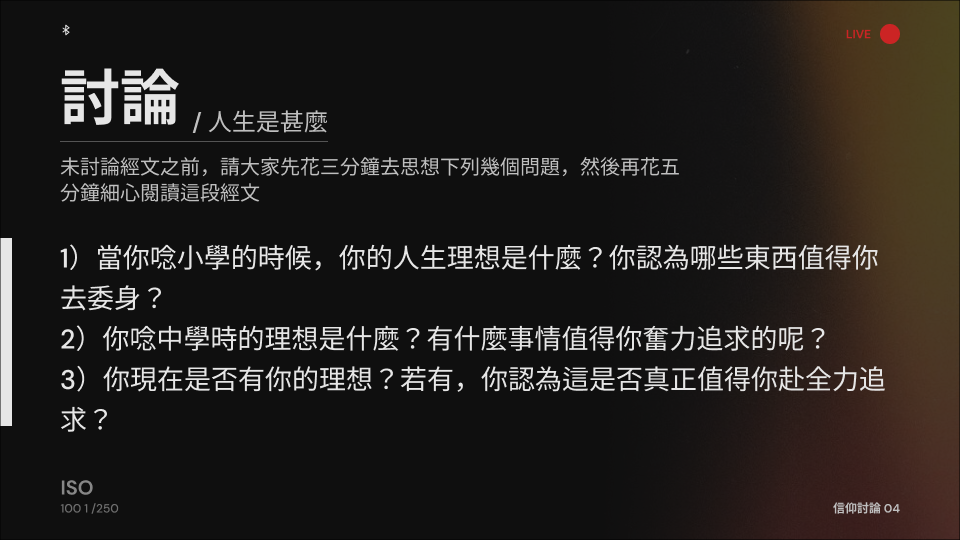 LIVE
討論 / 人生是甚麼
未討論經文之前，請大家先花三分鐘去思想下列幾個問題，然後再花五
分鐘細心閱讀這段經文
1）當你唸小學的時候，你的人生理想是什麼？你認為哪些東西值得你
去委身？
2）你唸中學時的理想是什麼？有什麼事情值得你奮力追求的呢？
3）你現在是否有你的理想？若有，你認為這是否真正值得你赴全力追
求？
ISO
100 1 /250
信仰討論 04